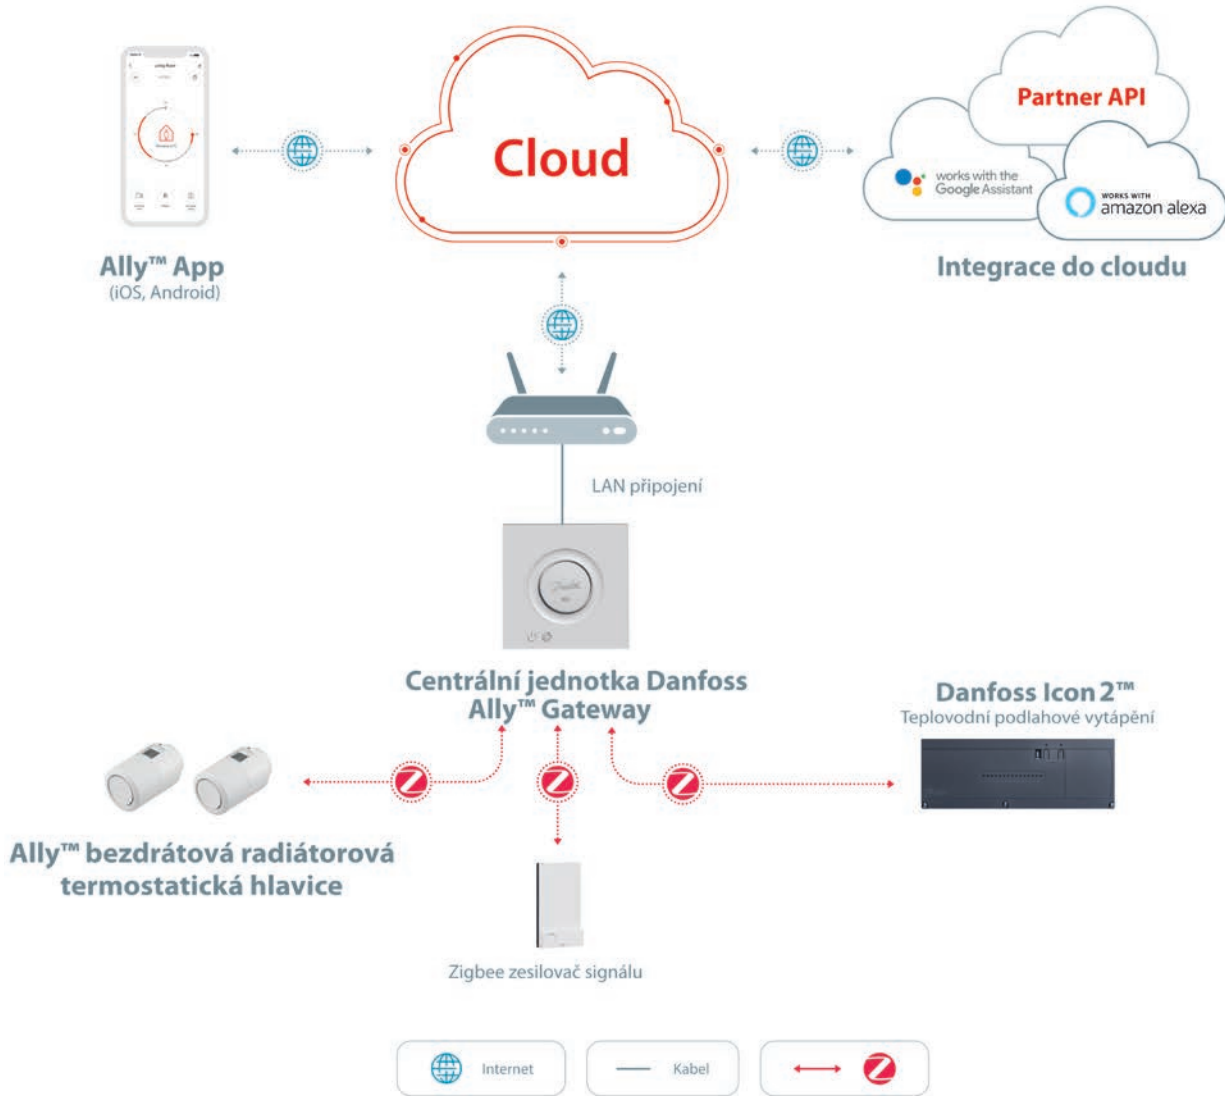 Cloud
Partner API
works with the
Google Assistant
WORKS WITH
amazon alexa
Ally™ App
(iOS, Android)
Integrace do cloudu
LAN připojení
Danfoss
Centrální jednotka Danfoss
Ally™ Gateway
Danfoss Icon 2™
Teplovodní podlahové vytápění
Ally™ bezdrátová radiátorová
termostatická hlavice
Zigbee zesilovač signálu
Internet
Kabel